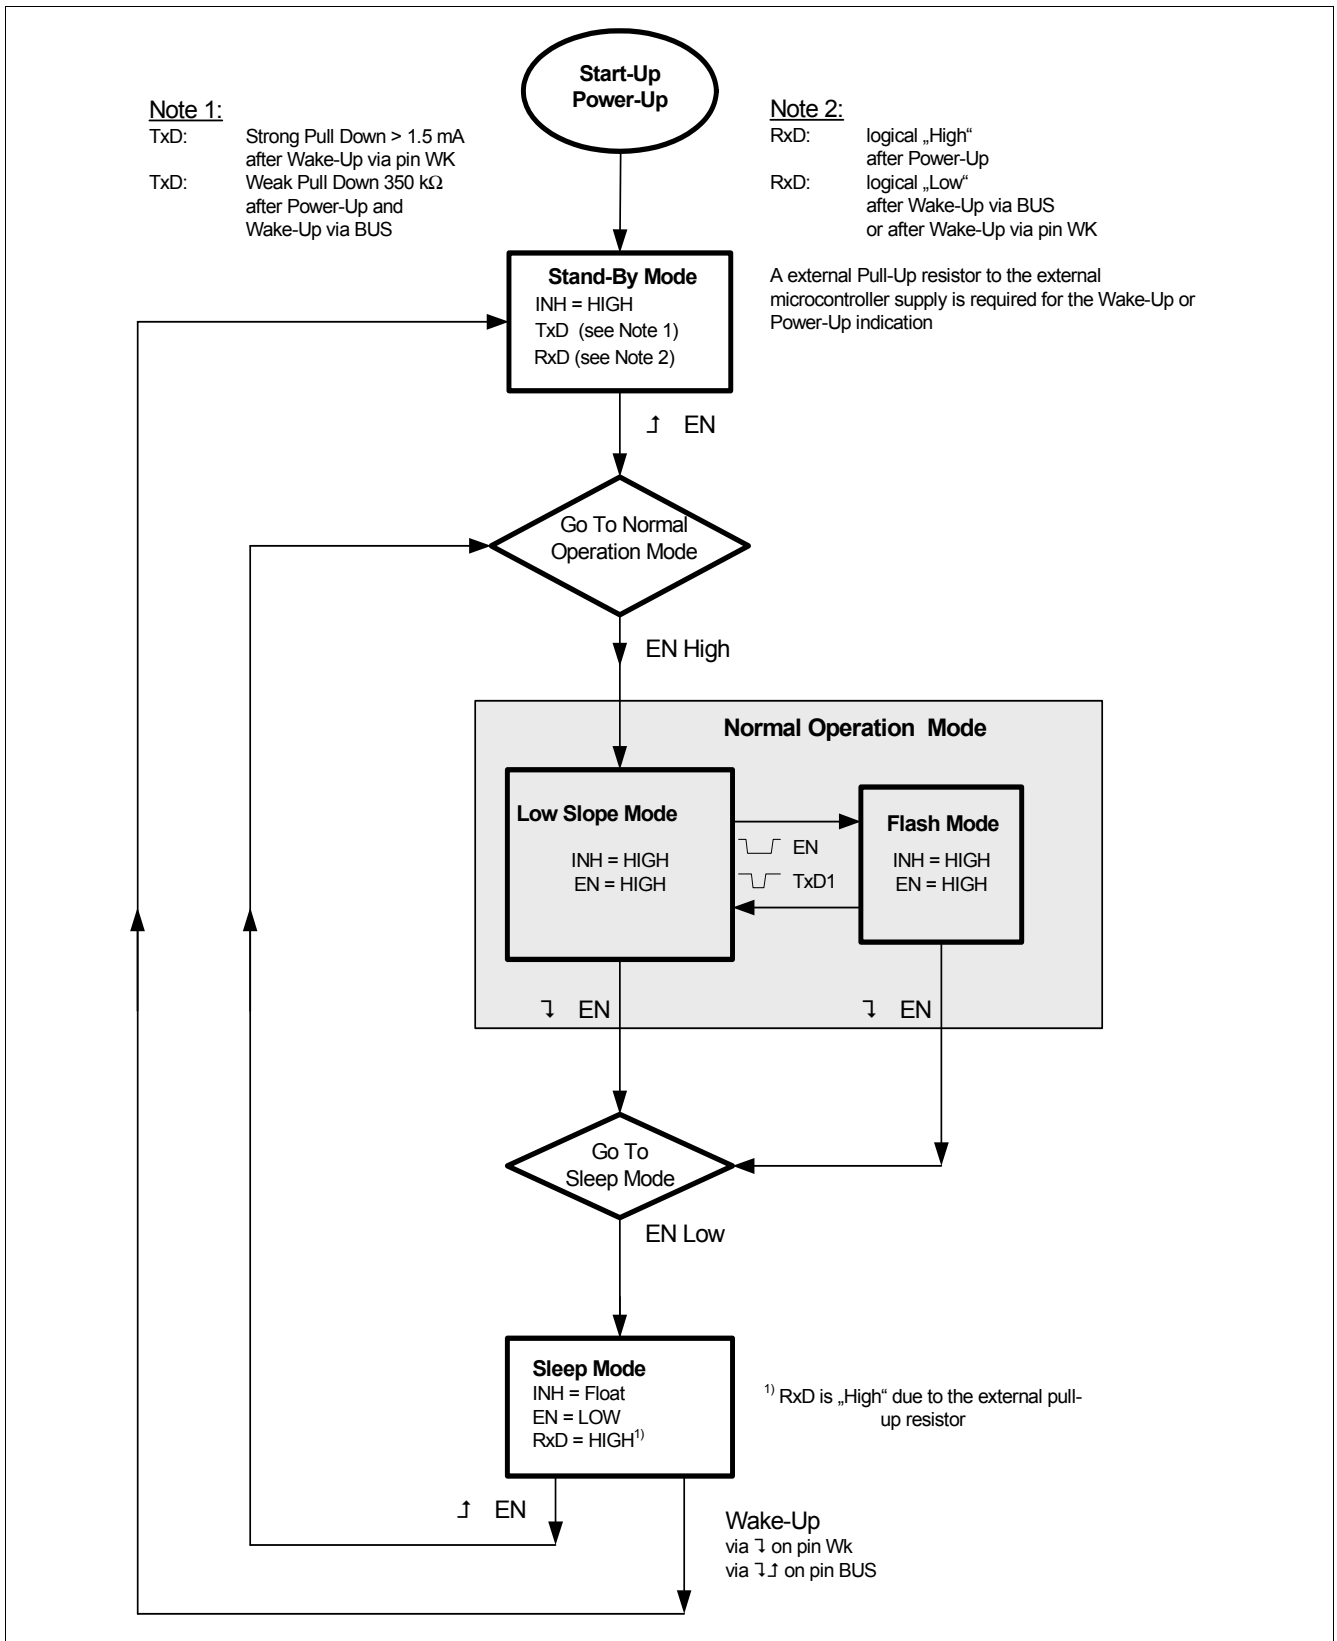 Start-Up
Power-Up
Note 1:
TxD: Strong Pull Down > 1.5 mA
after Wake-Up via pin WK
TxD: Weak Pull Down 350 kΩ
after Power-Up and
Wake-Up via BUS
Note 2:
RxD: logical „High“
after Power-Up
RxD: logical „Low“
after Wake-Up via BUS
or after Wake-Up via pin WK
A external Pull-Up resistor to the external
microcontroller supply is required for the Wake-Up or
Power-Up indication
Stand-By Mode
INH = HIGH
TxD (see Note 1)
RxD (see Note 2)
EN
Go To Normal
Operation Mode
EN High
Normal Operation Mode
Low Slope Mode
INH = HIGH
EN = HIGH
EN
TxD1
Flash Mode
INH = HIGH
EN = HIGH
EN
EN
Go To
Sleep Mode
EN Low
Sleep Mode
INH = Float
EN = LOW
RxD = HIGH1)
1) RxD is „High“ due to the external pull-
up resistor
EN
Wake-Up
via on pin Wk
via on pin BUS